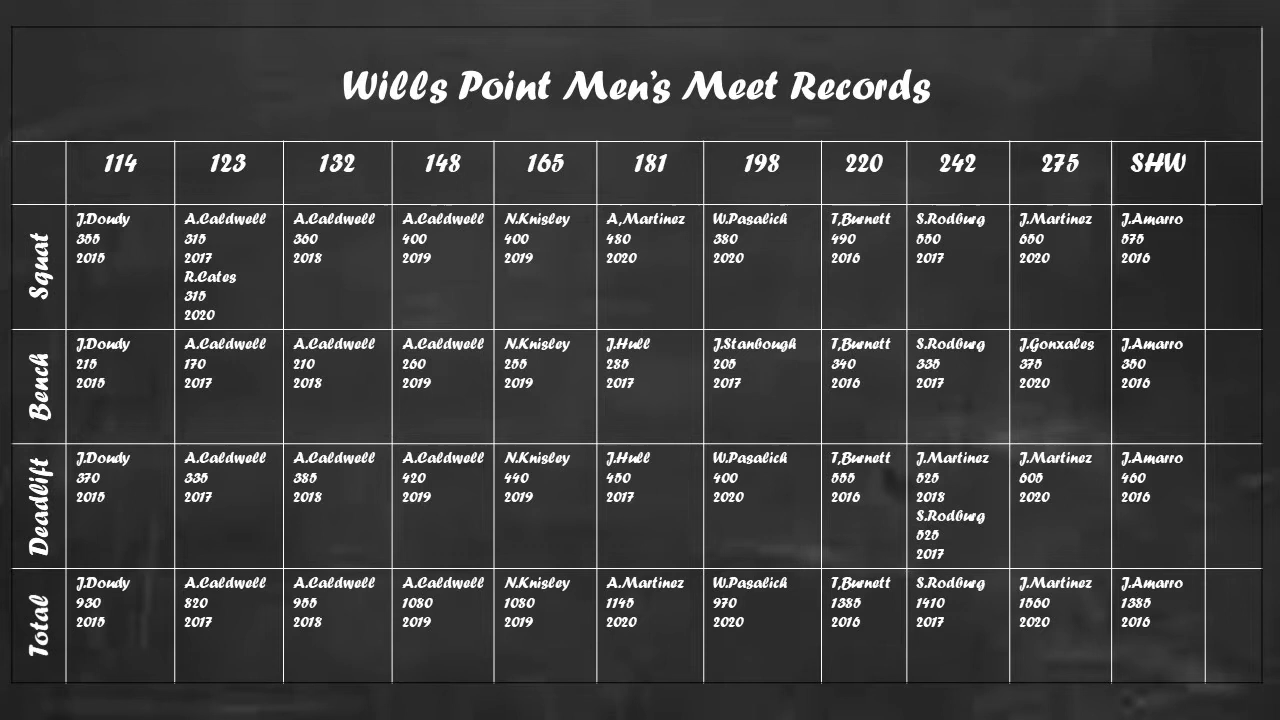 Wills Point Men's Meet Records
114 123 132 148 165 181 198 220 242 275 SHW
Squat
J.Doudy
355
2015
A.Caldwell
315
2017
R.Cates
315
2020
A.Caldwell
360
2018
A.Caldwell
400
2019
N.Knisley
400
2019
A,Martinez
480
2020
W.Pasalich
380
2020
T,Burnett
490
2016
S.Rodburg
550
2017
J.Martinez
650
2020
J.Amarro
575
2016
Bench
J.Doudy
215
2015
A.Caldwell
170
2017
A.Caldwell
210
2018
A.Caldwell
260
2019
N.Knisley
255
2019
J.Hull
285
2017
J.Stanbough
205
2017
T,Burnett
340
2016
S.Rodburg
335
2017
J.Gonxales
375
2020
J.Amarro
350
2016
Deadlift
J.Doudy
370
2015
A.Caldwell
335
2017
A.Caldwell
385
2018
A.Caldwell
420
2019
N.Knisley
440
2019
J.Hull
450
2017
W.Pasalich
400
2020
T,Burnett
555
2016
J.Martinez
525
2018
S.Rodburg
525
2017
J.Martinez
605
2020
J.Amarro
460
2016
Total
J.Doudy
930
2015
A.Caldwell
820
2017
A.Caldwell
955
2018
A.Caldwell
1080
2019
N.Knisley
1080
2019
A.Martinez
1145
2020
W.Pasalich
970
2020
T,Burnett
1385
2016
S.Rodburg
1410
2017
J.Martinez
1560
2020
J.Amarro
1385
2016